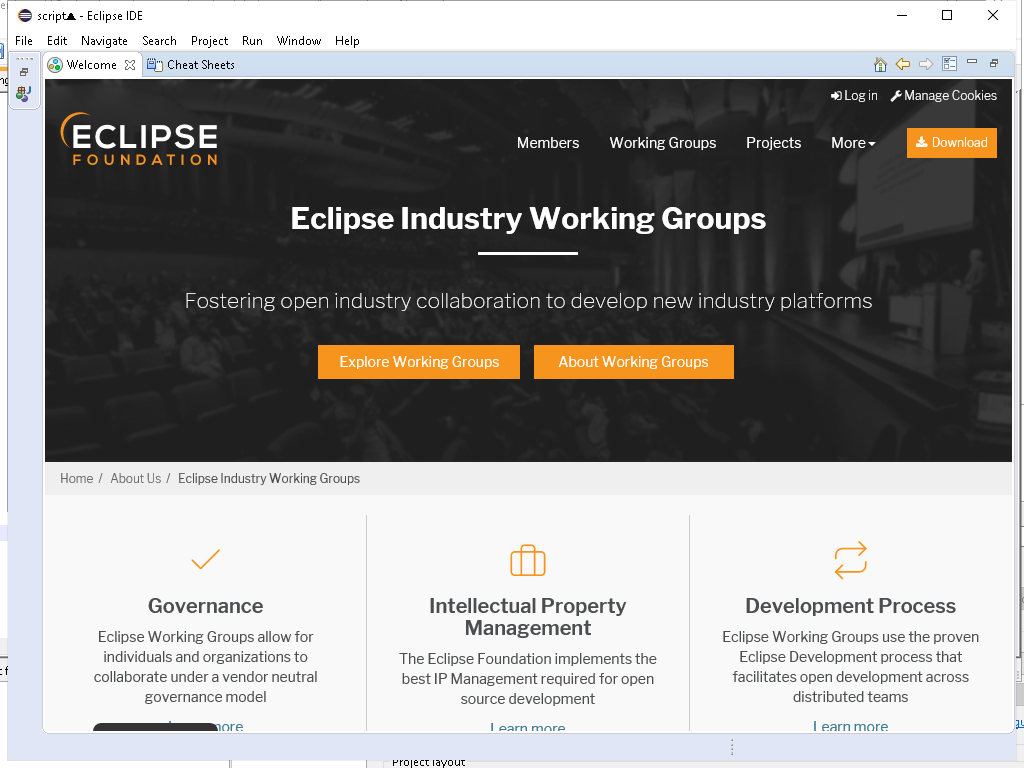 script▲ - Eclipse IDE
File Edit Navigate Search Project Run Window Help
Welcome Cheat Sheets
Log in Manage Cookies
ECLIPSE
FOUNDATION
Members Working Groups Projects More Download
Eclipse Industry Working Groups
Fostering open industry collaboration to develop new industry platforms
Explore Working Groups About Working Groups
Home / About Us / Eclipse Industry Working Groups
Governance
Eclipse Working Groups allow for
individuals and organizations to
collaborate under a vendor neutral
governance model
more
Intellectual Property
Management
The Eclipse Foundation implements the
best IP Management required for open
source development
Learn more
Development Process
Eclipse Working Groups use the proven
Eclipse Development process that
facilitates open development across
distributed teams
Learn more
Project layout